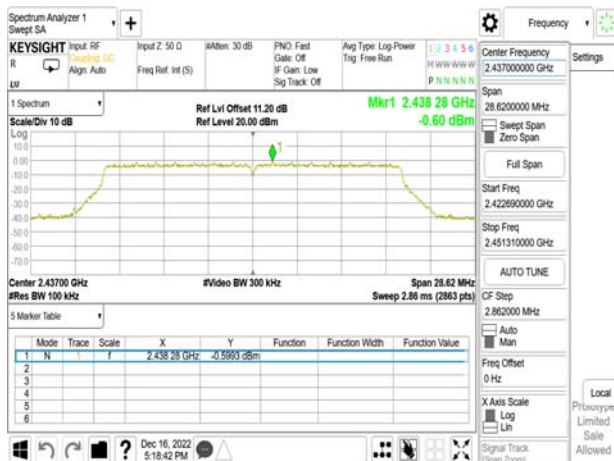 Spectrum Analyzer 1
Swept SA
Frequency
KEYSIGHT Input: RF
Coupling: DC
Align: Auto
R
LV
Input Z: 50 Ω
Freq Ref: Int (S)
#Atten: 30 dB
PNO: Fast
Gate: Off
IF Gain: Low
Sig Track: Off
Avg Type: Log-Power
Trig: Free Run
1 2 3 4 5 6
M W W W W W
P N N N N N
1 Spectrum
Scale/Div 10 dB
Ref Lvl Offset 11.20 dB
Ref Level 20.00 dBm
Mkr1 2.438 28 GHz
-0.60 dBm
Log
10.0
0.00
-10.0
-20.0
-30.0
-40.0
-50.0
-60.0
-70.0
1
Center 2.43700 GHz
#Res BW 100 kHz
#Video BW 300 kHz
Span 28.62 MHz
Sweep 2.86 ms (2863 pts)
5 Marker Table
Mode Trace Scale X Y Function Function Width Function Value
1 N 1 f 2.438 28 GHz -0.5993 dBm
2
3
4
5
6
Dec 16, 2022
5:18:42 PM
Center Frequency
2.437000000 GHz
Span
28.6200000 MHz
Swept Span
Zero Span
Full Span
Start Freq
2.422690000 GHz
Stop Freq
2.451310000 GHz
AUTO TUNE
CF Step
2.862000 MHz
Auto
Man
Freq Offset
0 Hz
X Axis Scale
Log
Lin
Signal Track
(Span Zoom)
Settings
Local
Prototype
Limited
Sale
Allowed